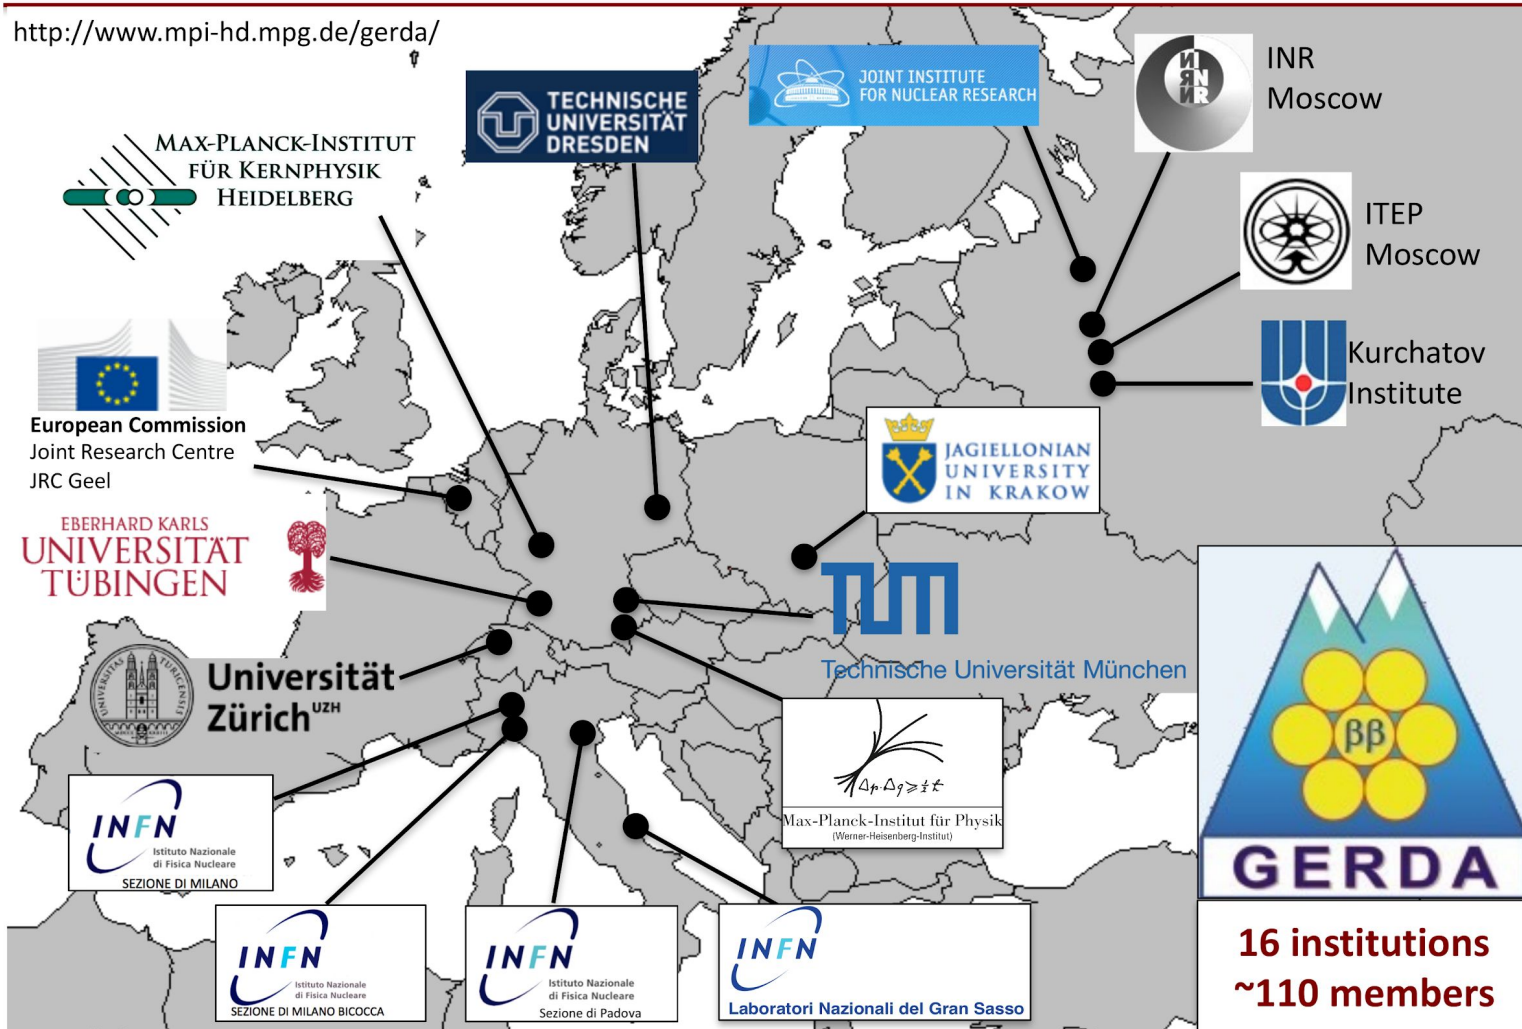 http://www.mpi-hd.mpg.de/gerda/
MAX-PLANCK-INSTITUT
FÜR KERNPHYSIK
HEIDELBERG
TECHNISCHE
UNIVERSITÄT
DRESDEN
JOINT INSTITUTE
FOR NUCLEAR RESEARCH
INR
Moscow
ITEP
Moscow
Kurchatov
Institute
European Commission
Joint Research Centre
JRC Geel
JAGIELLONIAN
UNIVERSITY
IN KRAKOW
EBERHARD KARLS
UNIVERSITÄT
TÜBINGEN
TUM
Technische Universität München
Universität
Zürich UZH
Δp·Δq≥½ℏ
Max-Planck-Institut für Physik
(Werner-Heisenberg-Institut)
INFN
Istituto Nazionale
di Fisica Nucleare
SEZIONE DI MILANO
INFN
Istituto Nazionale
di Fisica Nucleare
SEZIONE DI MILANO BICOCCA
INFN
Istituto Nazionale
di Fisica Nucleare
Sezione di Padova
INFN
Laboratori Nazionali del Gran Sasso
ββ
GERDA
16 institutions
~110 members